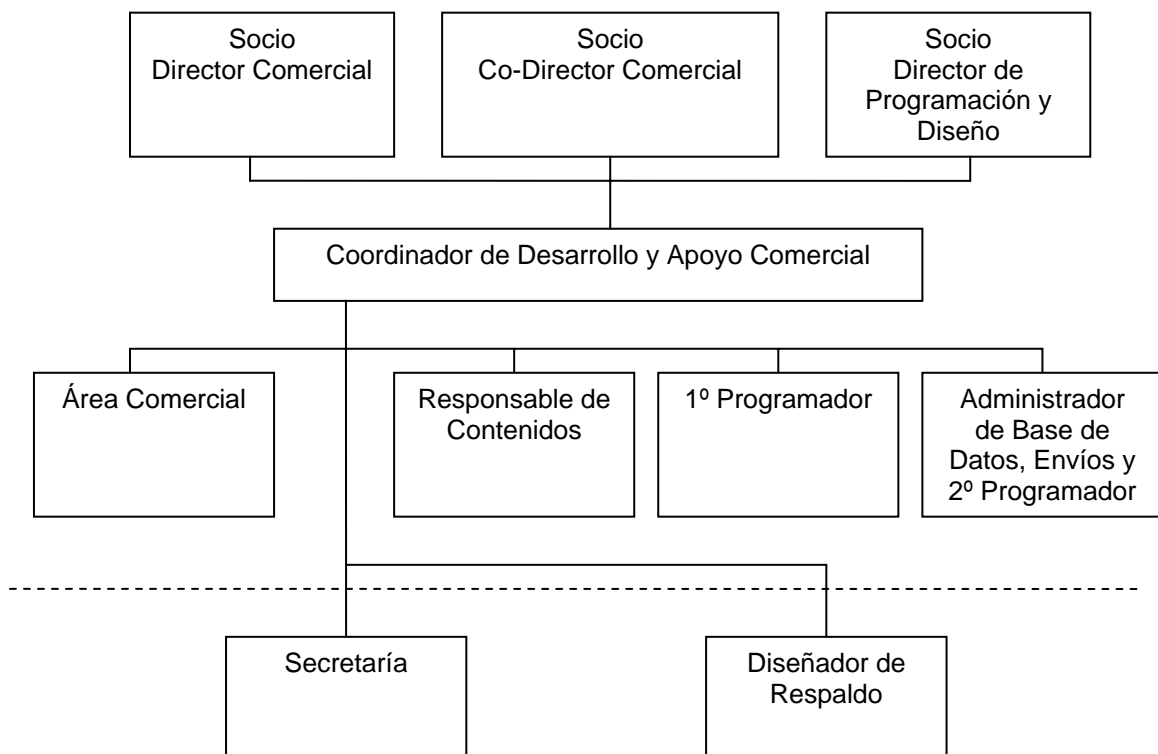 Socio
Director Comercial
Socio
Co-Director Comercial
Socio
Director de
Programación y
Diseño
Coordinador de Desarrollo y Apoyo Comercial
Área Comercial
Responsable de
Contenidos
1º Programador
Administrador
de Base de
Datos, Envíos y
2º Programador
Secretaría
Diseñador de
Respaldo